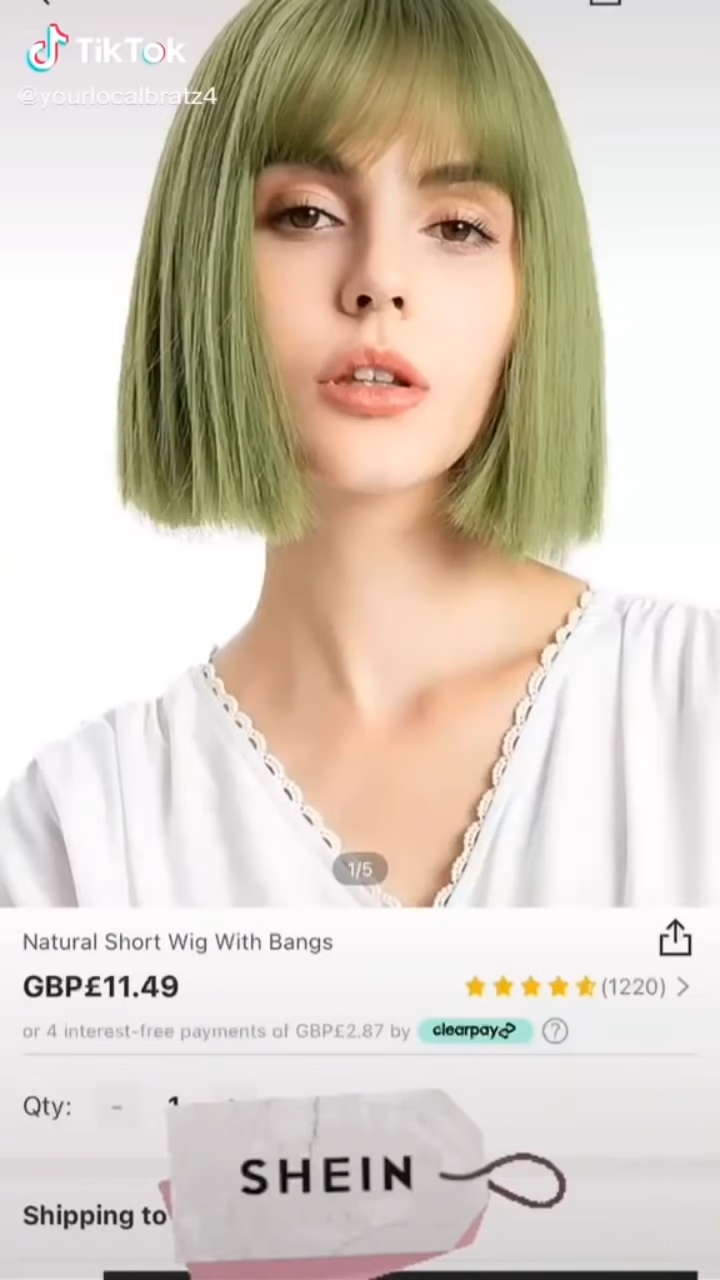 TikTok
@yourlocalbratz4
1/5
Natural Short Wig With Bangs
GBP£11.49
(1220)
or 4 interest-free payments of GBP£2.87 by clearpay ?
Qty: - 1
SHEIN
Shipping to